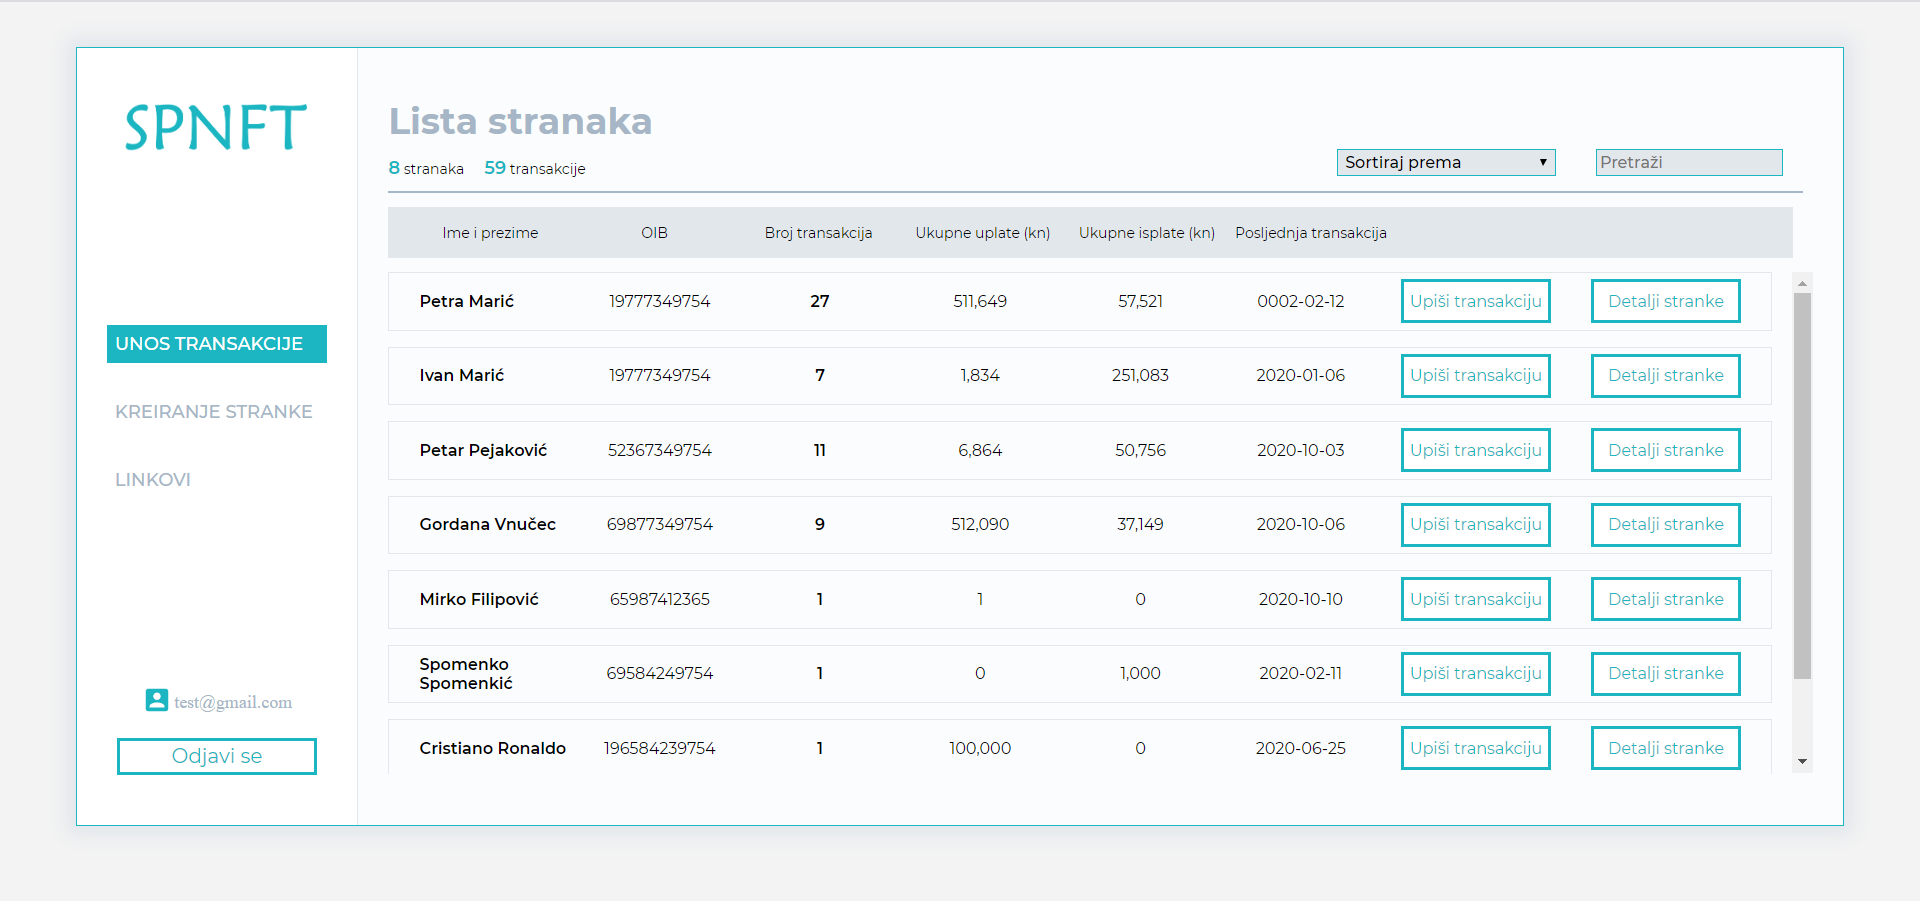 SPNFT
UNOS TRANSAKCIJE
KREIRANJE STRANKE
LINKOVI
test@gmail.com
Odjavi se
Lista stranaka
8 stranaka 59 transakcije
Sortiraj prema Pretraži
Ime i prezime OIB Broj transakcija Ukupne uplate (kn) Ukupne isplate (kn) Posljednja transakcija
Petra Marić 19777349754 27 511,649 57,521 0002-02-12 Upiši transakciju Detalji stranke
Ivan Marić 19777349754 7 1,834 251,083 2020-01-06 Upiši transakciju Detalji stranke
Petar Pejaković 52367349754 11 6,864 50,756 2020-10-03 Upiši transakciju Detalji stranke
Gordana Vnučec 69877349754 9 512,090 37,149 2020-10-06 Upiši transakciju Detalji stranke
Mirko Filipović 65987412365 1 1 0 2020-10-10 Upiši transakciju Detalji stranke
Spomenko
Spomenkić 69584249754 1 0 1,000 2020-02-11 Upiši transakciju Detalji stranke
Cristiano Ronaldo 196584239754 1 100,000 0 2020-06-25 Upiši transakciju Detalji stranke